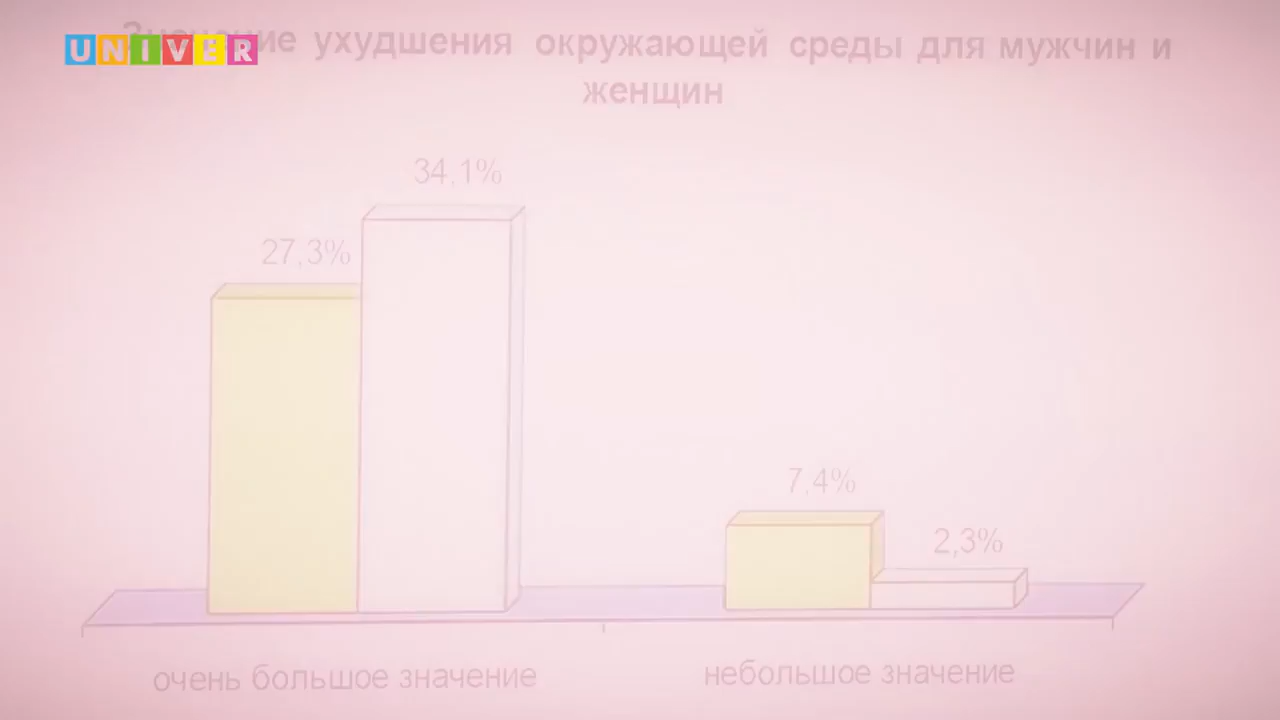 UNIVER
Значение ухудшения окружающей среды для мужчин и
женщин
34,1%
27,3%
7,4%
2,3%
очень большое значение
небольшое значение